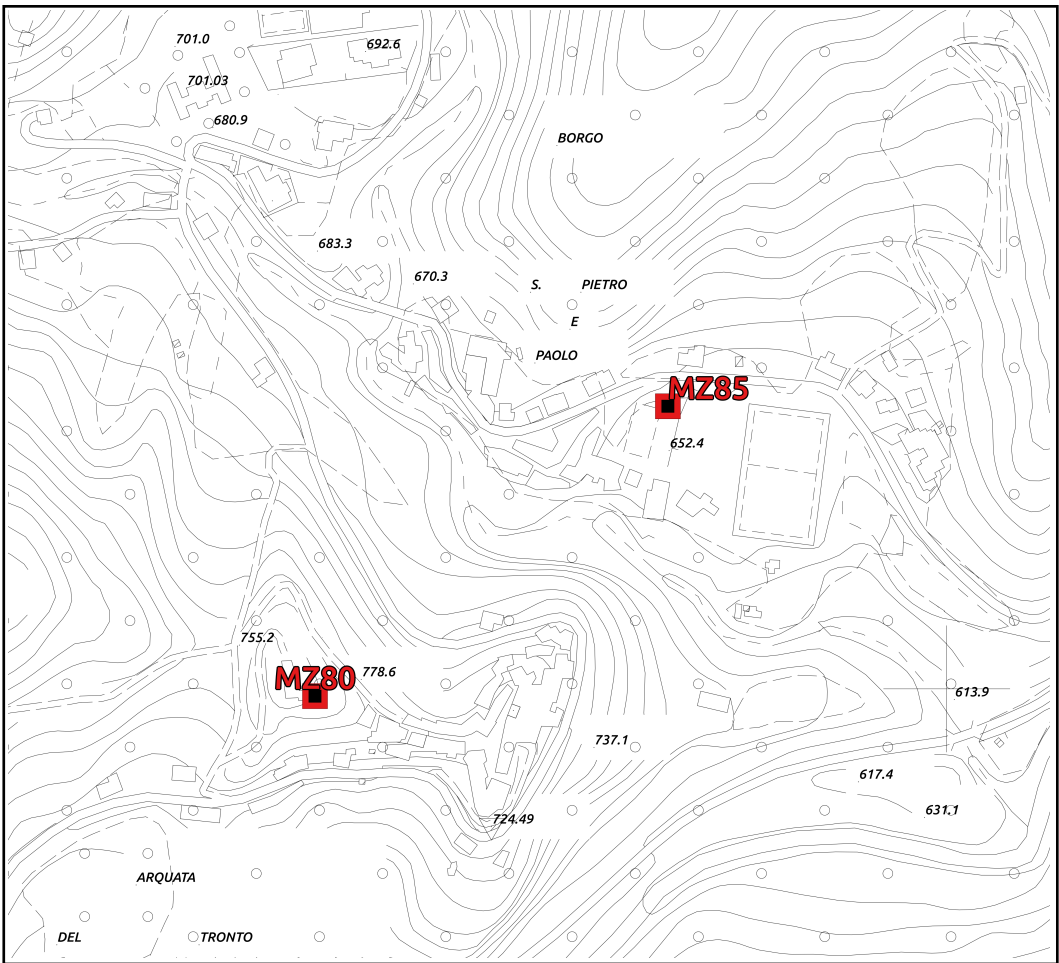 701.0
692.6
701.03
680.9
BORGO
683.3
670.3
S. PIETRO
E
PAOLO
MZ85
652.4
755.2
778.6
MZ80
613.9
737.1
617.4
631.1
724.49
ARQUATA
DEL TRONTO